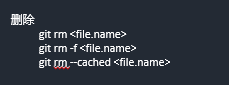 删除
git rm <file.name>
git rm -f <file.name>
git rm --cached <file.name>